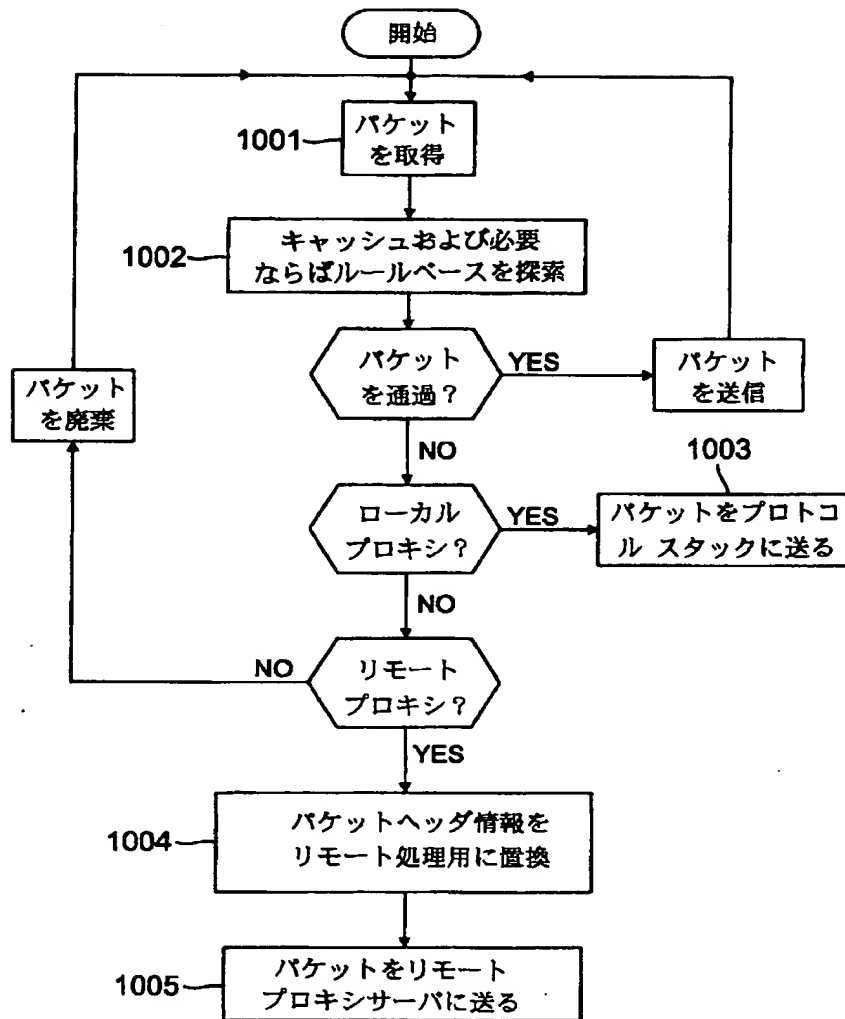 開始
1001
パケット
を取得
1002
キャッシュおよび必要
ならばルールベースを探索
パケット
を通過?
YES
パケット
を送信
パケット
を廃棄
NO
1003
ローカル
プロキシ?
YES
パケットをプロトコ
ル スタックに送る
NO
リモート
プロキシ?
NO
YES
1004
パケットヘッダ情報を
リモート処理用に置換
1005
パケットをリモート
プロキシサーバに送る